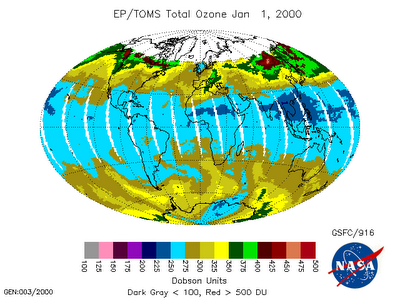 EP/TOMS Total Ozone Jan 1, 2000
GSFC/916
100 125 150 175 200 225 250 275 300 325 350 375 400 425 450 475 500
Dobson Units
Dark Gray < 100, Red > 500 DU
GEN:003/2000
NASA